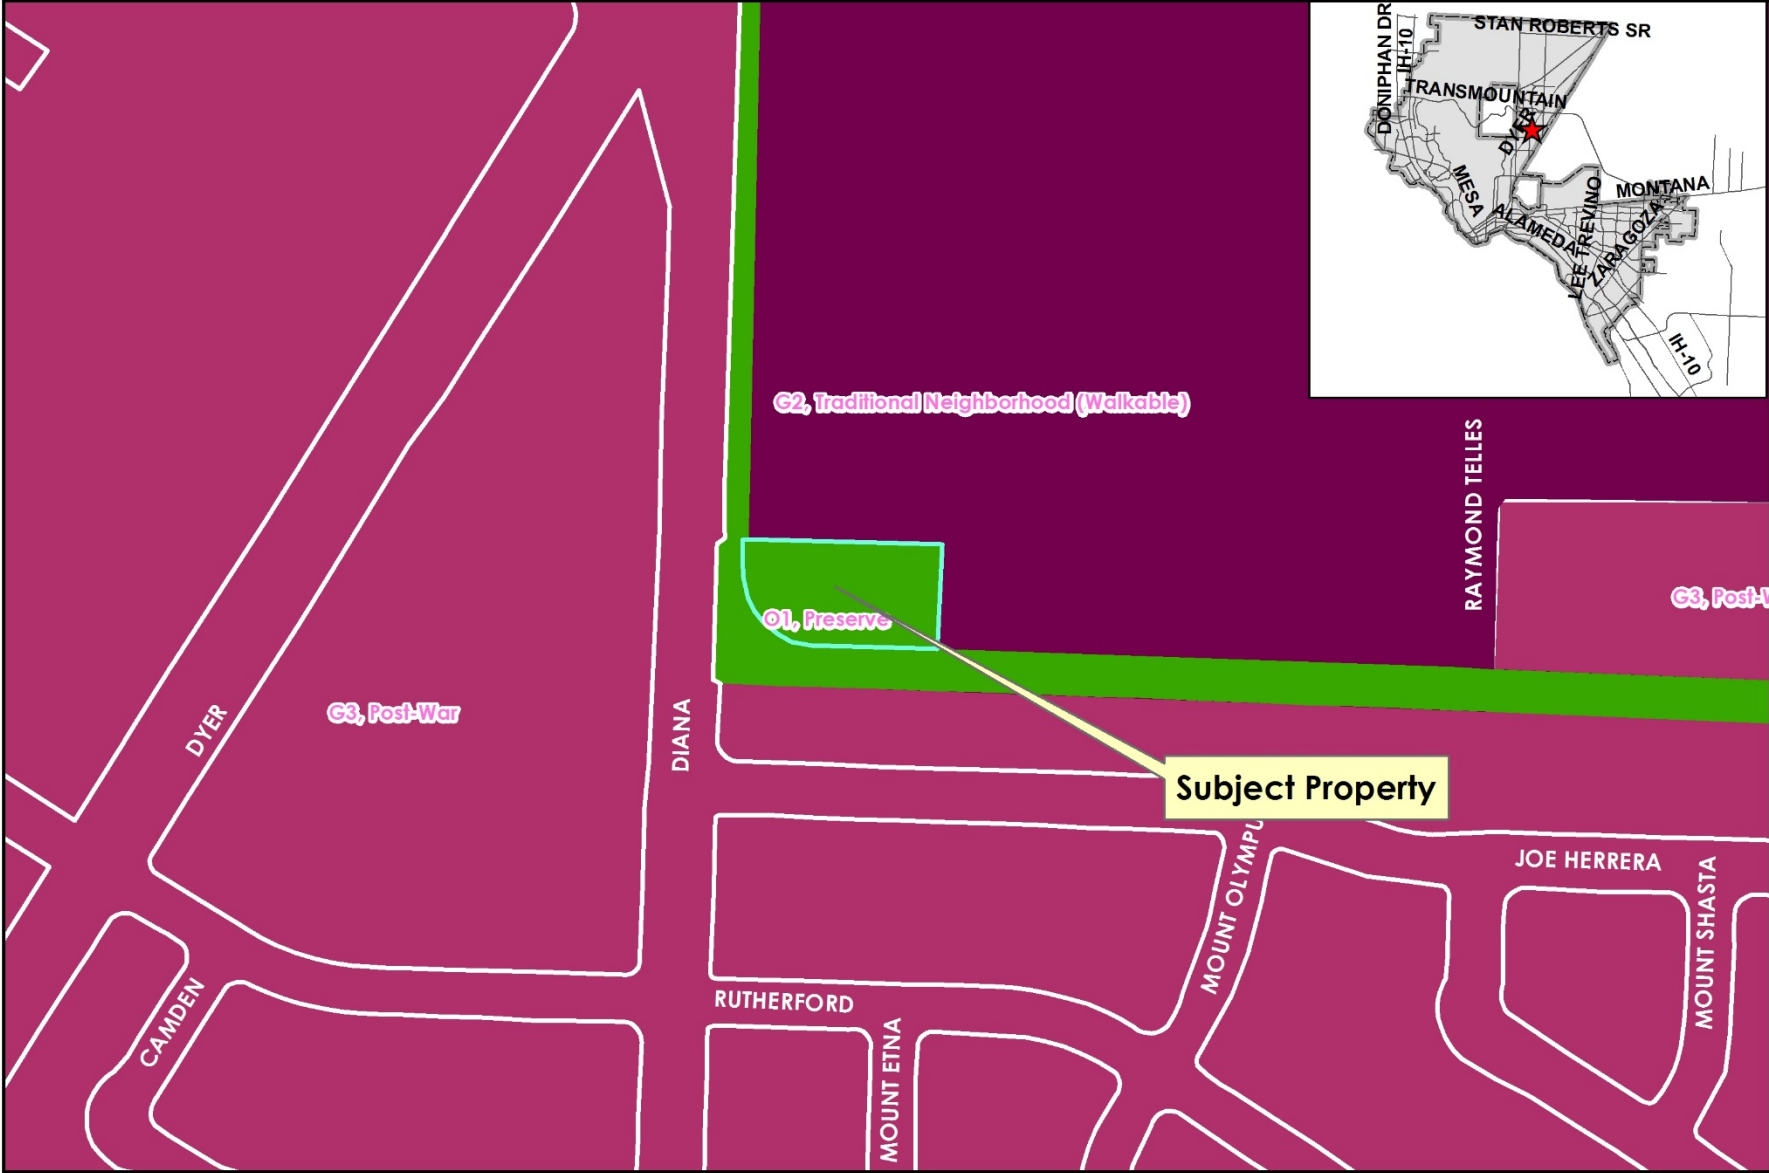 DONIPHAN DR
IH-10
STAN ROBERTS SR
TRANSMOUNTAIN
DYER
MESA
MONTANA
ALAMEDA
LEE TREVINO
ZARAGOZA
IH-10
G2, Traditional Neighborhood (Walkable)
RAYMOND TELLES
G3, Post-W
O1, Preserve
DYER
G3, Post-War
DIANA
Subject Property
MOUNT OLYMPU
JOE HERRERA
MOUNT SHASTA
CAMDEN
RUTHERFORD
MOUNT ETNA